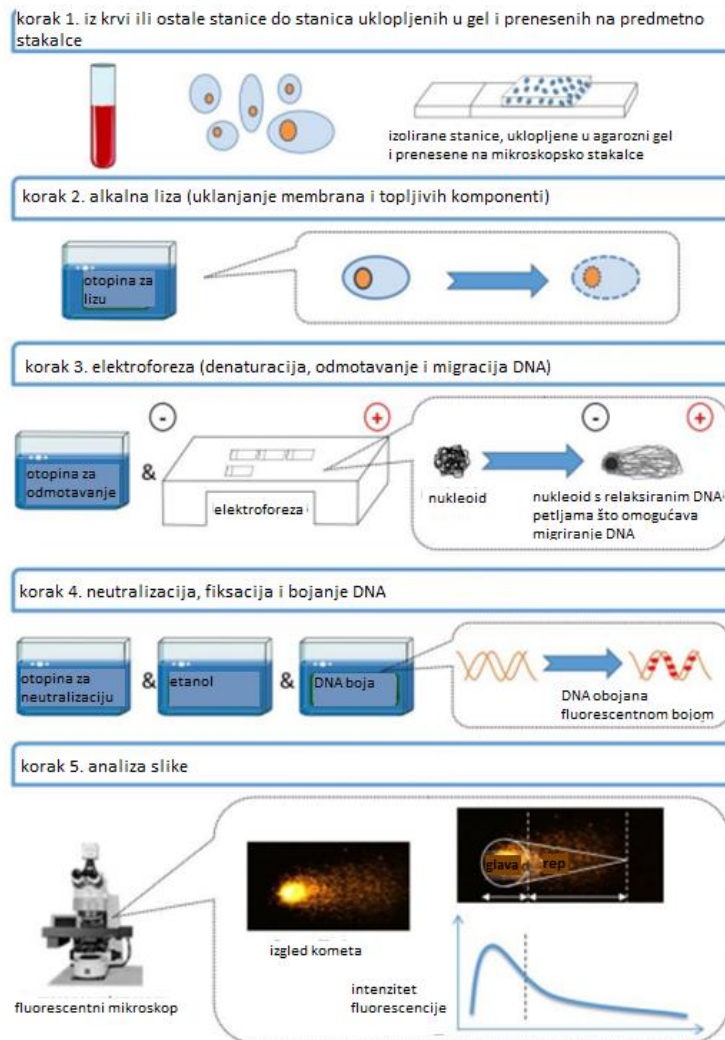 korak 1. iz krvi ili ostale stanice do stanica uklopljenih u gel i prenesenih na predmetno
stakalce
izolirane stanice, uklopljene u agarozni gel
i prenesene na mikroskopsko stakalce
korak 2. alkalna liza (uklanjanje membrana i topljivih komponenti)
otopina za
lizu
korak 3. elektroforeza (denaturacija, odmotavanje i migracija DNA)
-
+
-
+
otopina za
odmotavanje
&
elektroforeza
nukleoid
nukleoid s relaksiranim DNA
petljama što omogućava
migriranje DNA
korak 4. neutralizacija, fiksacija i bojanje DNA
otopina za
neutralizaciju
&
etanol
&
DNA boja
DNA obojana
fluorescentnom bojom
korak 5. analiza slike
glava
rep
izgled kometa
intenzitet
fluorescencije
fluorescentni mikroskop